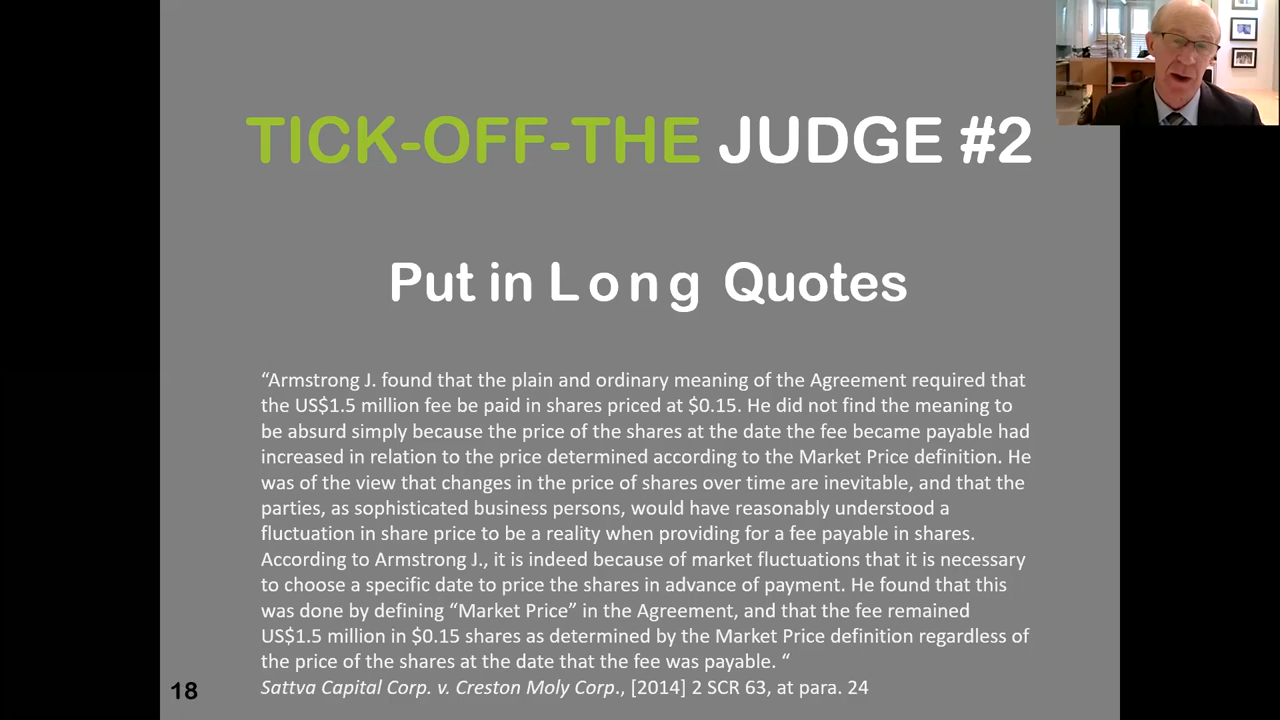 TICK-OFF-THE JUDGE #2
Put in Long Quotes
“Armstrong J. found that the plain and ordinary meaning of the Agreement required that
the US$1.5 million fee be paid in shares priced at $0.15. He did not find the meaning to
be absurd simply because the price of the shares at the date the fee became payable had
increased in relation to the price determined according to the Market Price definition. He
was of the view that changes in the price of shares over time are inevitable, and that the
parties, as sophisticated business persons, would have reasonably understood a
fluctuation in share price to be a reality when providing for a fee payable in shares.
According to Armstrong J., it is indeed because of market fluctuations that it is necessary
to choose a specific date to price the shares in advance of payment. He found that this
was done by defining “Market Price” in the Agreement, and that the fee remained
US$1.5 million in $0.15 shares as determined by the Market Price definition regardless of
the price of the shares at the date that the fee was payable. “
Sattva Capital Corp. v. Creston Moly Corp., [2014] 2 SCR 63, at para. 24
18